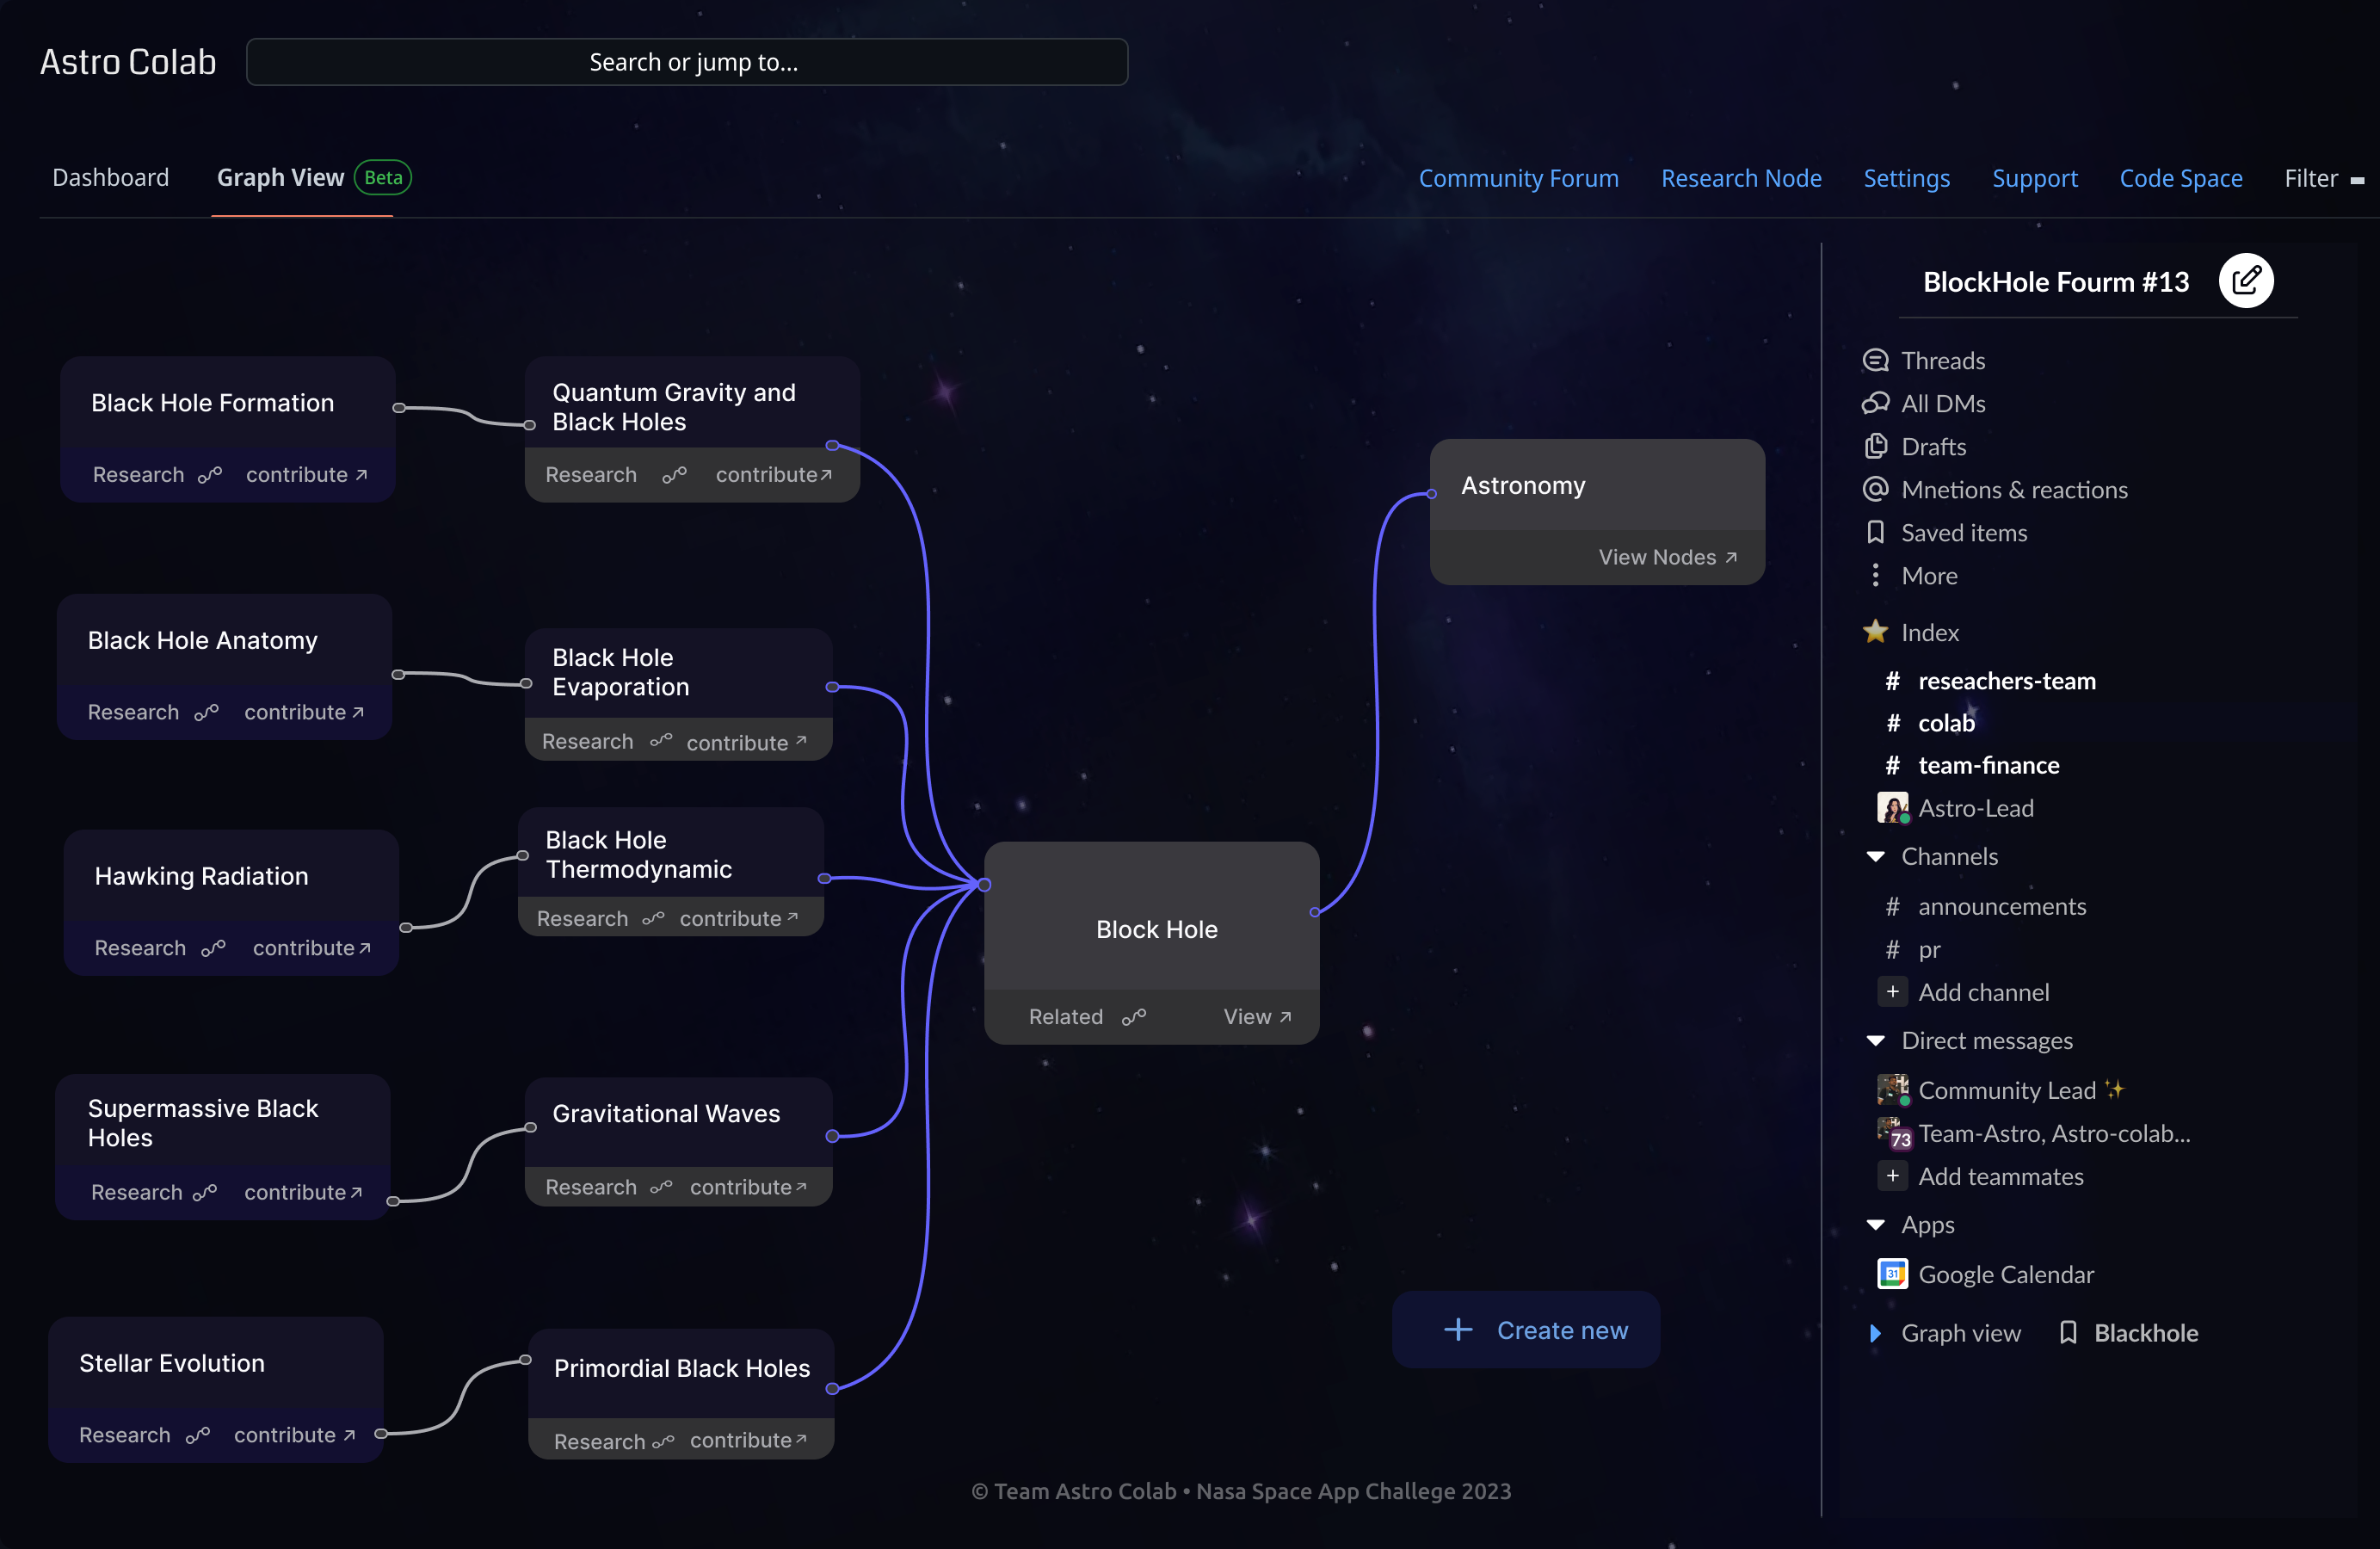 Astro Colab
Search or jump to...
Dashboard
Graph View
Beta
Community Forum
Research Node
Settings
Support
Code Space
Filter
Black Hole Formation
Research
contribute
Quantum Gravity and
Black Holes
Research
contribute
Black Hole Anatomy
Research
contribute
Black Hole
Evaporation
Research
contribute
Hawking Radiation
Research
contribute
Black Hole
Thermodynamic
Research
contribute
Supermassive Black
Holes
Research
contribute
Gravitational Waves
Research
contribute
Stellar Evolution
Research
contribute
Primordial Black Holes
Research
contribute
Block Hole
Related
View
Astronomy
View Nodes
+ Create new
© Team Astro Colab • Nasa Space App Challege 2023
BlockHole Fourm #13
Threads
All DMs
Drafts
Mnetions & reactions
Saved items
More
Index
# reseachers-team
# colab
# team-finance
Astro-Lead
Channels
# announcements
# pr
+ Add channel
Direct messages
Community Lead ✨
73 Team-Astro, Astro-colab...
+ Add teammates
Apps
31 Google Calendar
Graph view
Blackhole